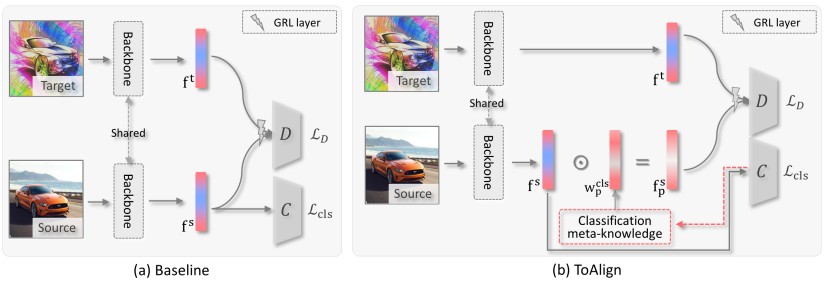 GRL layer
Target
Backbone
f^t
Shared
D
L_D
Source
Backbone
f^s
C
L_cls
(a) Baseline
GRL layer
Target
Backbone
f^t
Shared
D
L_D
Source
Backbone
f^s
⊙
w_p^cls
=
f_p^s
C
L_cls
Classification
meta-knowledge
(b) ToAlign